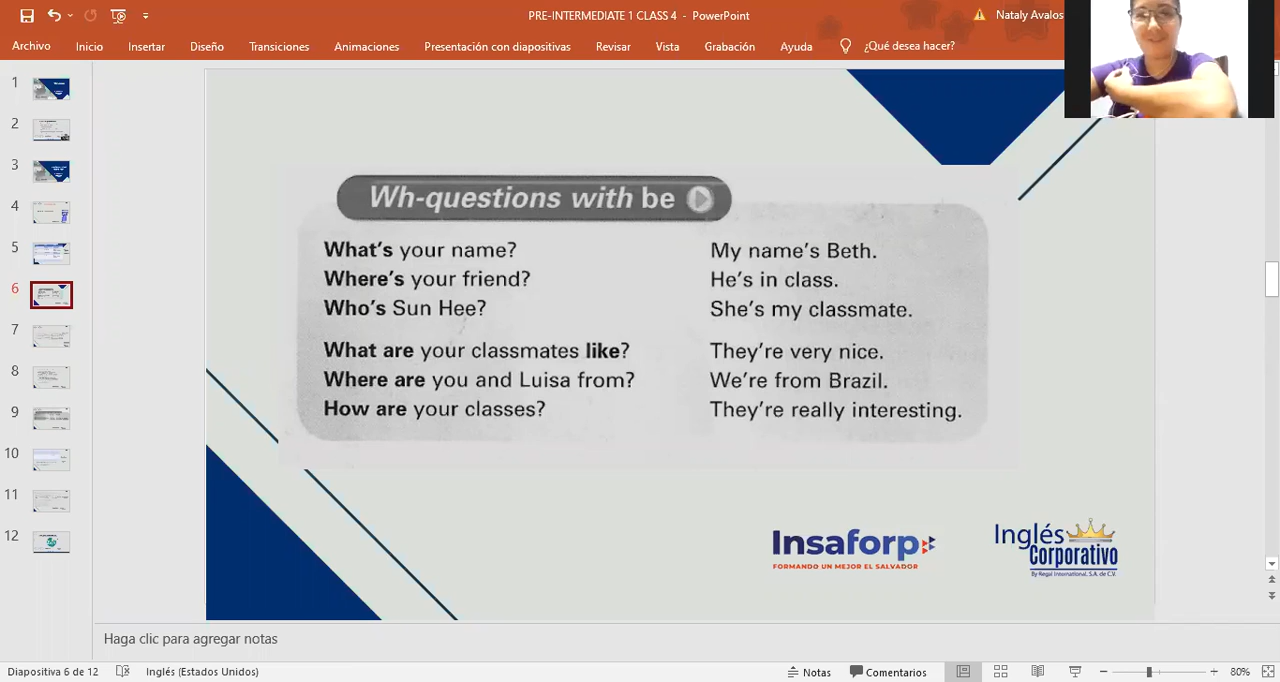 PRE-INTERMEDIATE 1 CLASS 4 - PowerPoint
Nataly Avalos
Archivo Inicio Insertar Diseño Transiciones Animaciones Presentación con diapositivas Revisar Vista Grabación Ayuda ¿Qué desea hacer?
1
2
3
4
5
6
7
8
9
10
11
12
Wh-questions with be
What's your name? My name's Beth.
Where's your friend? He's in class.
Who's Sun Hee? She's my classmate.
What are your classmates like? They're very nice.
Where are you and Luisa from? We're from Brazil.
How are your classes? They're really interesting.
Insaforp
FORMANDO UN MEJOR EL SALVADOR
Inglés
Corporativo
By Regal International, S.A. de C.V.
Haga clic para agregar notas
Diapositiva 6 de 12 Inglés (Estados Unidos) Notas Comentarios 80%